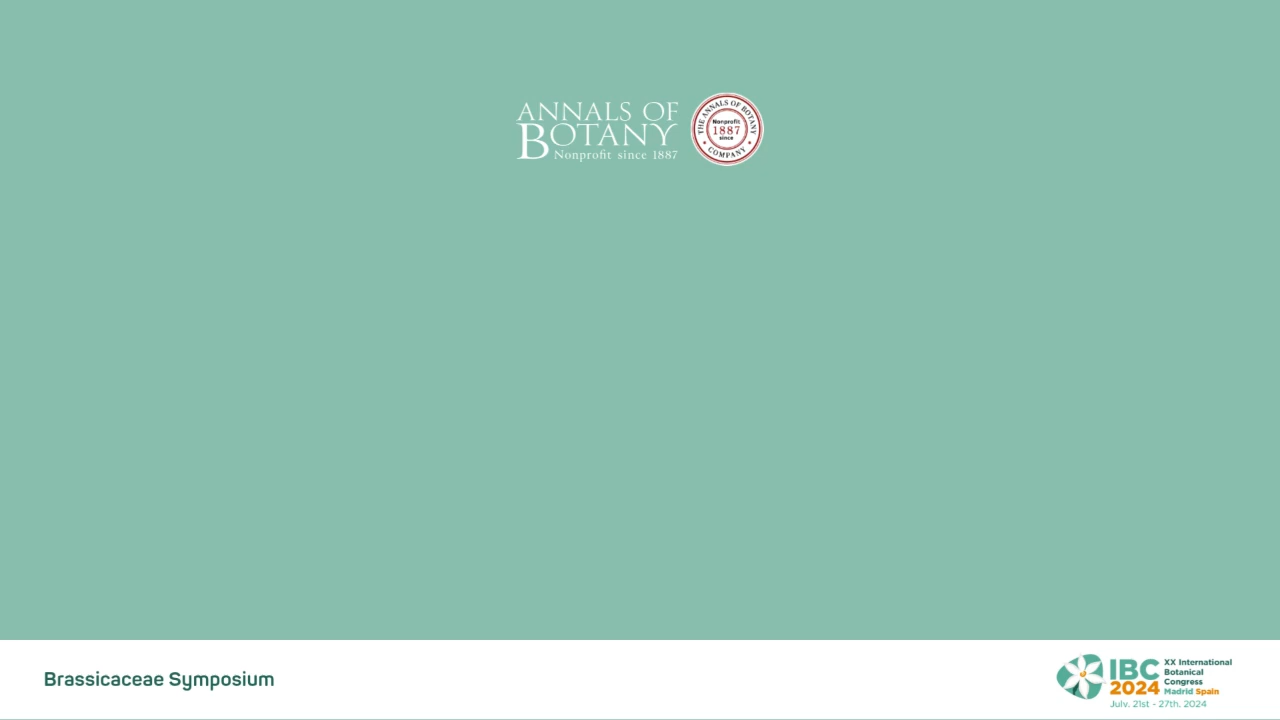 ANNALS OF
BOTANY
Nonprofit since 1887
THE ANNALS OF BOTANY
Nonprofit
1887
since
COMPANY
Brassicaceae Symposium
IBC
2024
XX International
Botanical
Congress
Madrid Spain
July, 21st - 27th, 2024